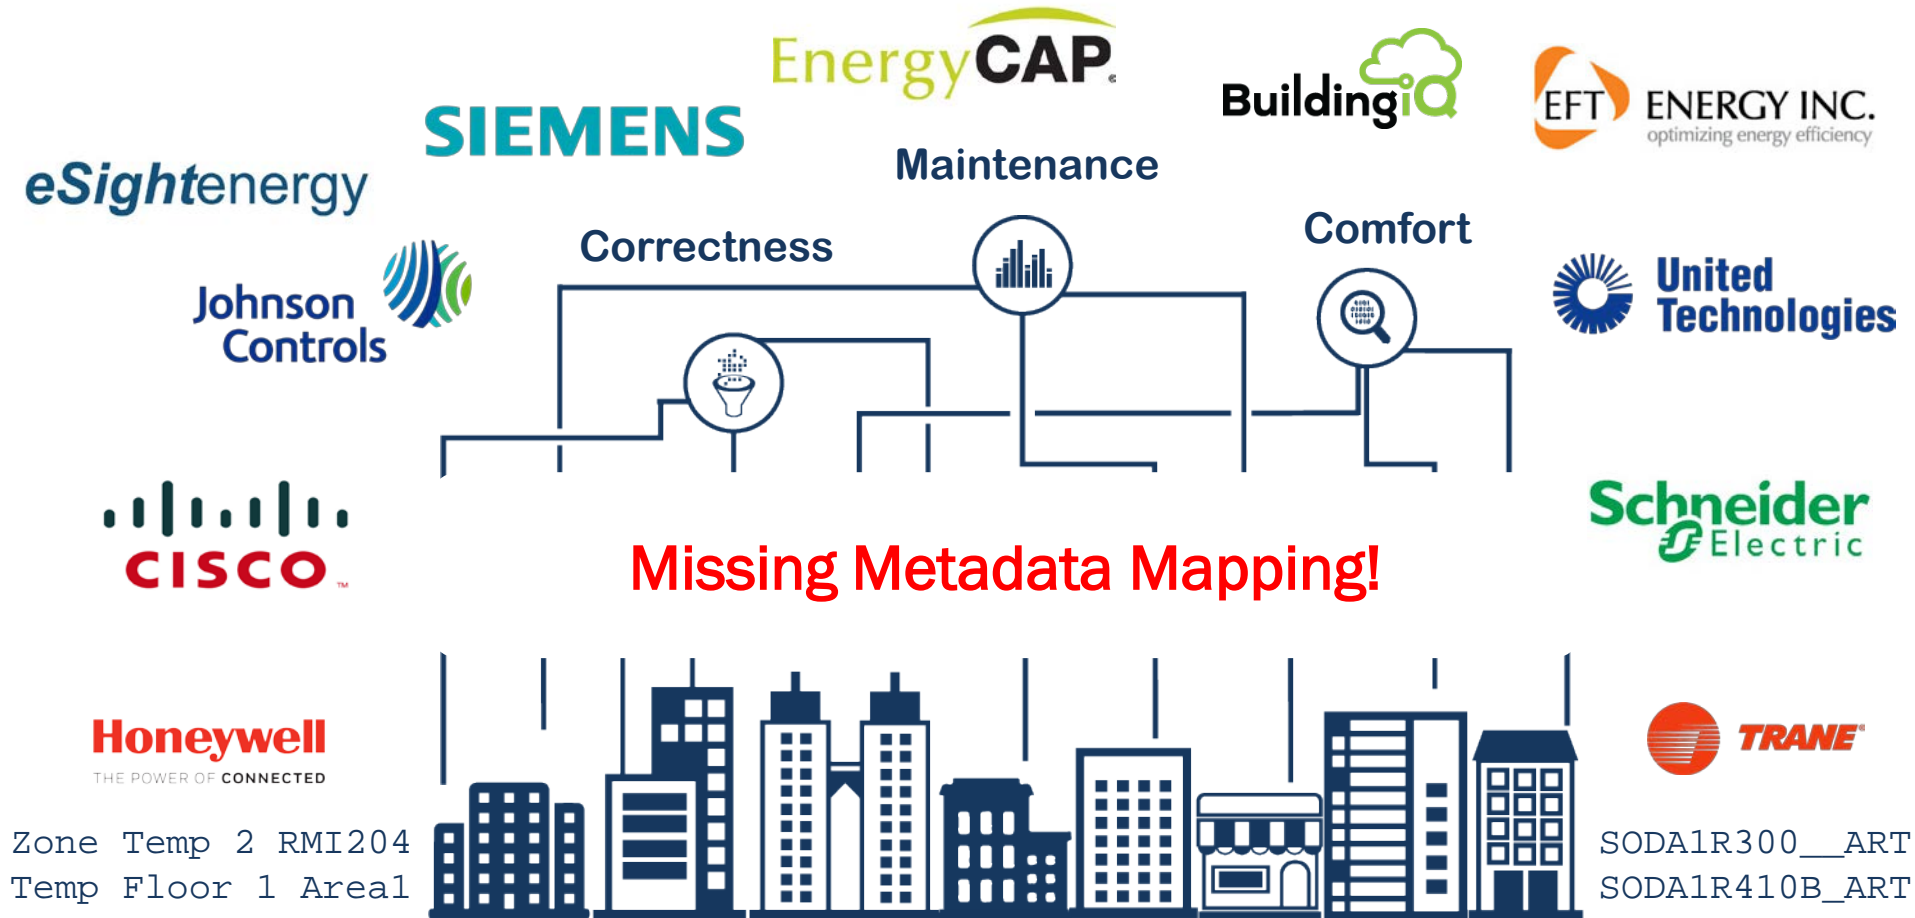 EnergyCAP®
BuildingiQ
EFT ENERGY INC.
optimizing energy efficiency
SIEMENS
Maintenance
eSightenergy
Correctness
Comfort
Johnson
Controls
United
Technologies
CISCO™
Missing Metadata Mapping!
Schneider
Electric
Honeywell
THE POWER OF CONNECTED
TRANE®
Zone Temp 2 RMI204
Temp Floor 1 Area1
SODA1R300__ART
SODA1R410B_ART